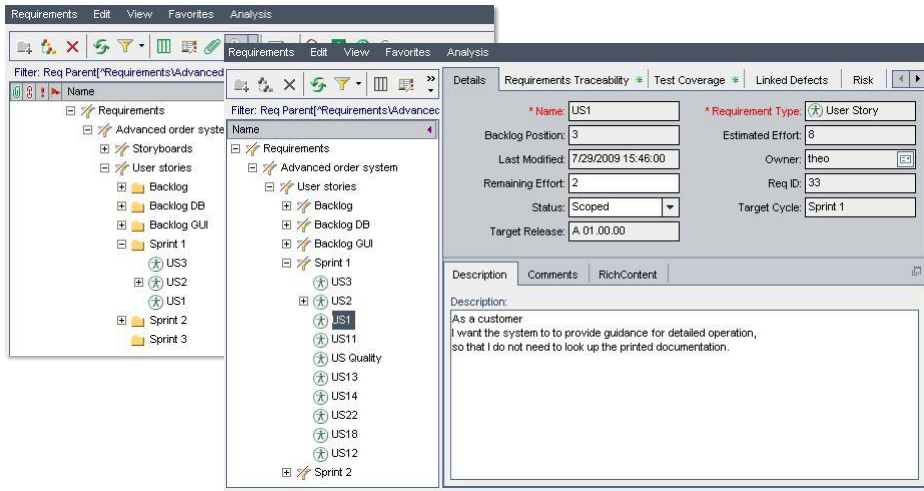 Requirements Edit View Favorites Analysis
Filter: Req Parent[^Requirements\Advanced
Name
Requirements
Advanced order syste
Storyboards
User stories
Backlog
Backlog DB
Backlog GUI
Sprint 1
US3
US2
US1
Sprint 2
Sprint 3
Requirements Edit View Favorites Analysis
Filter: Req Parent[^Requirements\Advanced
Name
Requirements
Advanced order system
User stories
Backlog
Backlog DB
Backlog GUI
Sprint 1
US3
US2
US1
US11
US Quality
US13
US14
US22
US18
US12
Sprint 2
Details Requirements Traceability * Test Coverage * Linked Defects Risk
* Name: US1 * Requirement Type: User Story
Backlog Position: 3 Estimated Effort: 8
Last Modified: 7/29/2009 15:46:00 Owner: theo
Remaining Effort: 2 Req ID: 33
Status: Scoped Target Cycle: Sprint 1
Target Release: A 01.00.00
Description Comments RichContent
Description:
As a customer
I want the system to to provide guidance for detailed operation,
so that I do not need to look up the printed documentation.